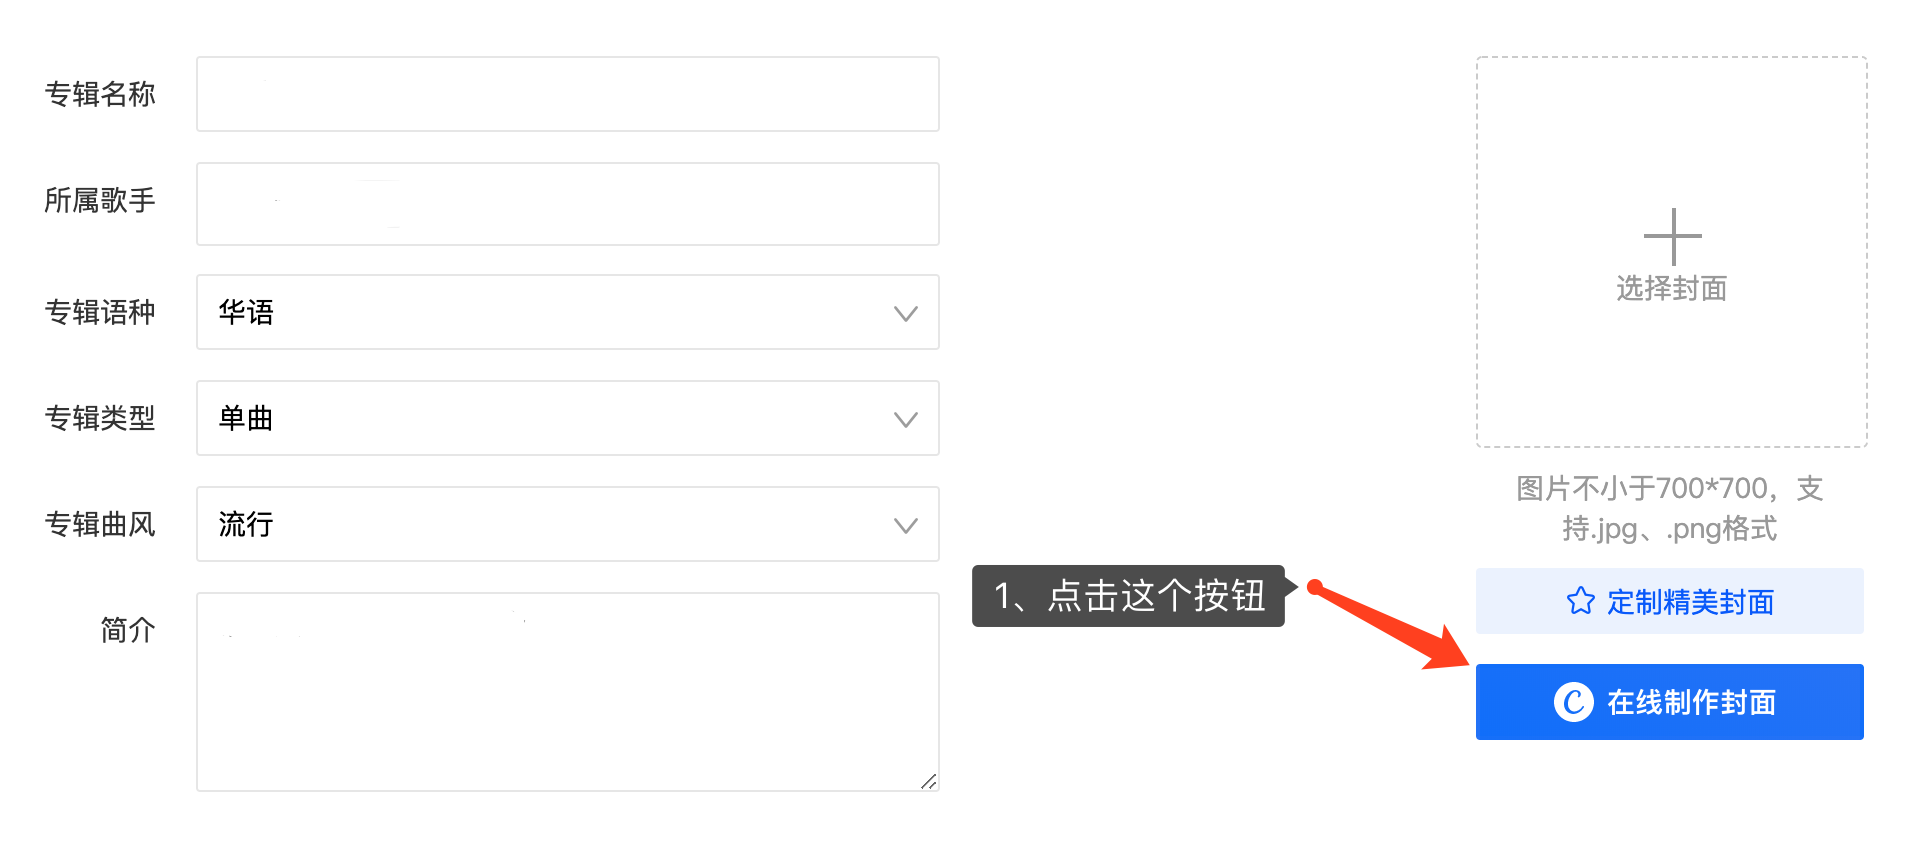 专辑名称
所属歌手
专辑语种
华语
专辑类型
单曲
专辑曲风
流行
简介
选择封面
图片不小于700*700，支
持.jpg、.png格式
定制精美封面
1、点击这个按钮
C 在线制作封面